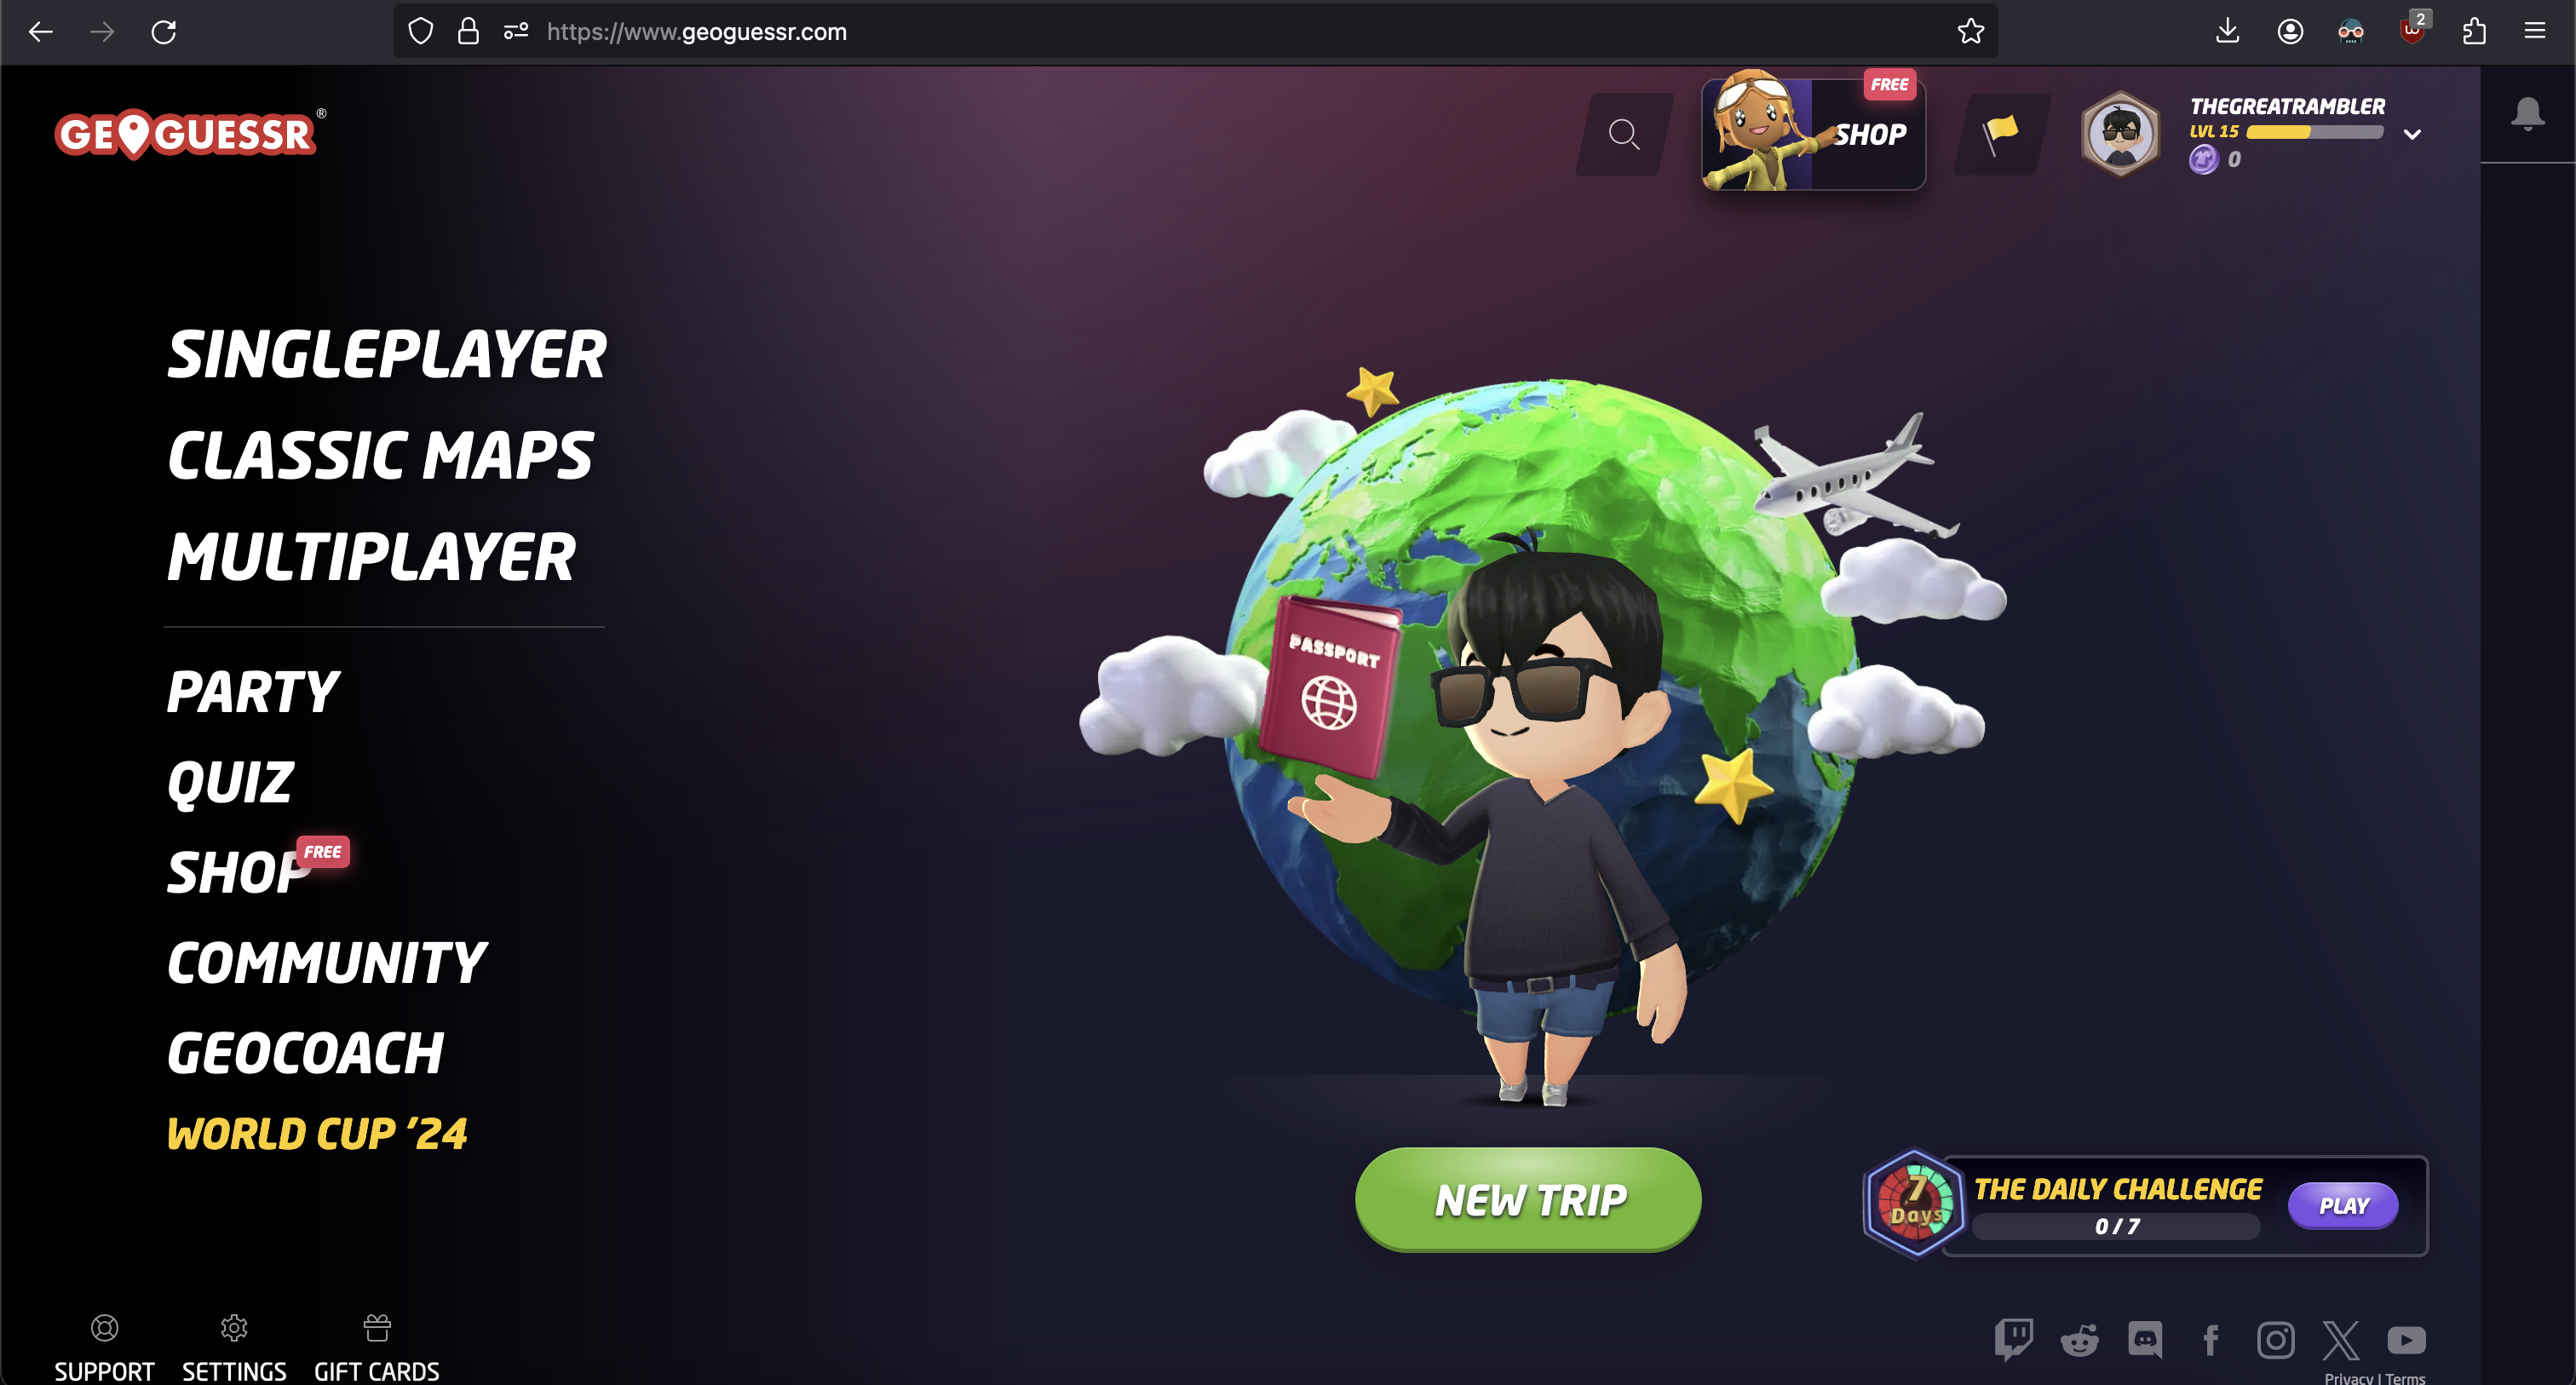 https://www.geoguessr.com
2
GEOGUESSR®
FREE
SHOP
THEGREATRAMBLER
LVL 15
0
SINGLEPLAYER
CLASSIC MAPS
MULTIPLAYER
PARTY
QUIZ
SHOP
FREE
COMMUNITY
GEOCOACH
WORLD CUP '24
PASSPORT
NEW TRIP
7
Days
THE DAILY CHALLENGE
0 / 7
PLAY
SUPPORT
SETTINGS
GIFT CARDS
Privacy | Terms